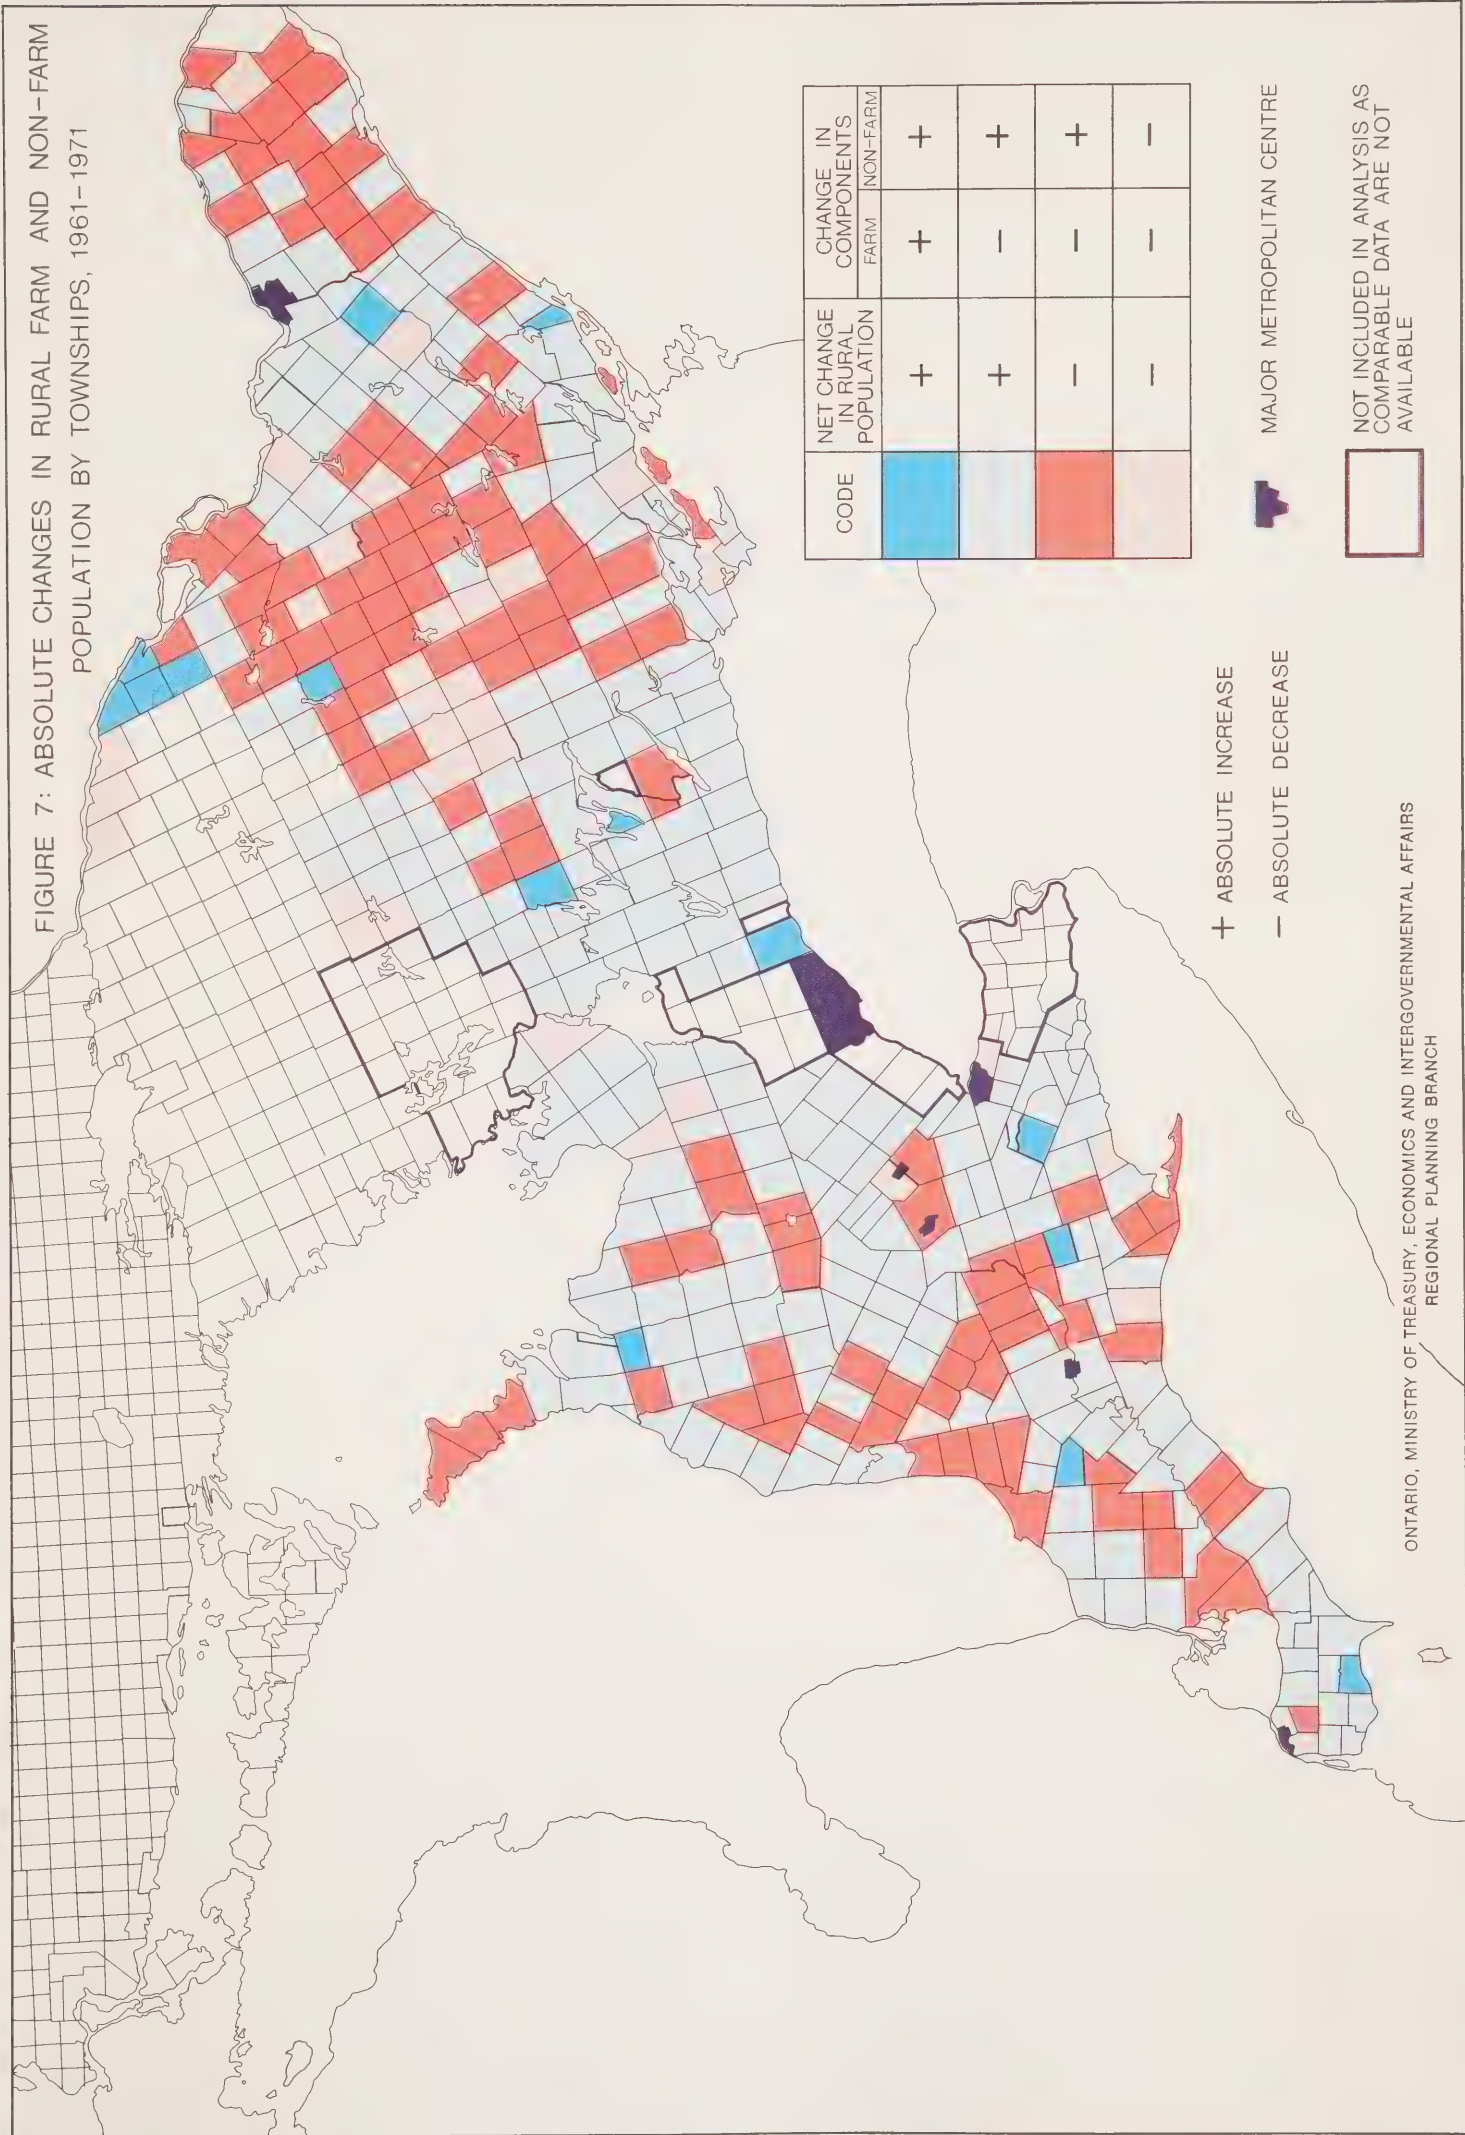 FIGURE 7: ABSOLUTE CHANGES IN RURAL FARM AND NON-FARM
POPULATION BY TOWNSHIPS, 1961-1971
CODE
NET CHANGE
IN RURAL
POPULATION
CHANGE IN
COMPONENTS
FARM
NON-FARM
+ + +
+ − +
− − +
− − −
MAJOR METROPOLITAN CENTRE
NOT INCLUDED IN ANALYSIS AS
COMPARABLE DATA ARE NOT
AVAILABLE
+ ABSOLUTE INCREASE
− ABSOLUTE DECREASE
ONTARIO, MINISTRY OF TREASURY, ECONOMICS AND INTERGOVERNMENTAL AFFAIRS
REGIONAL PLANNING BRANCH